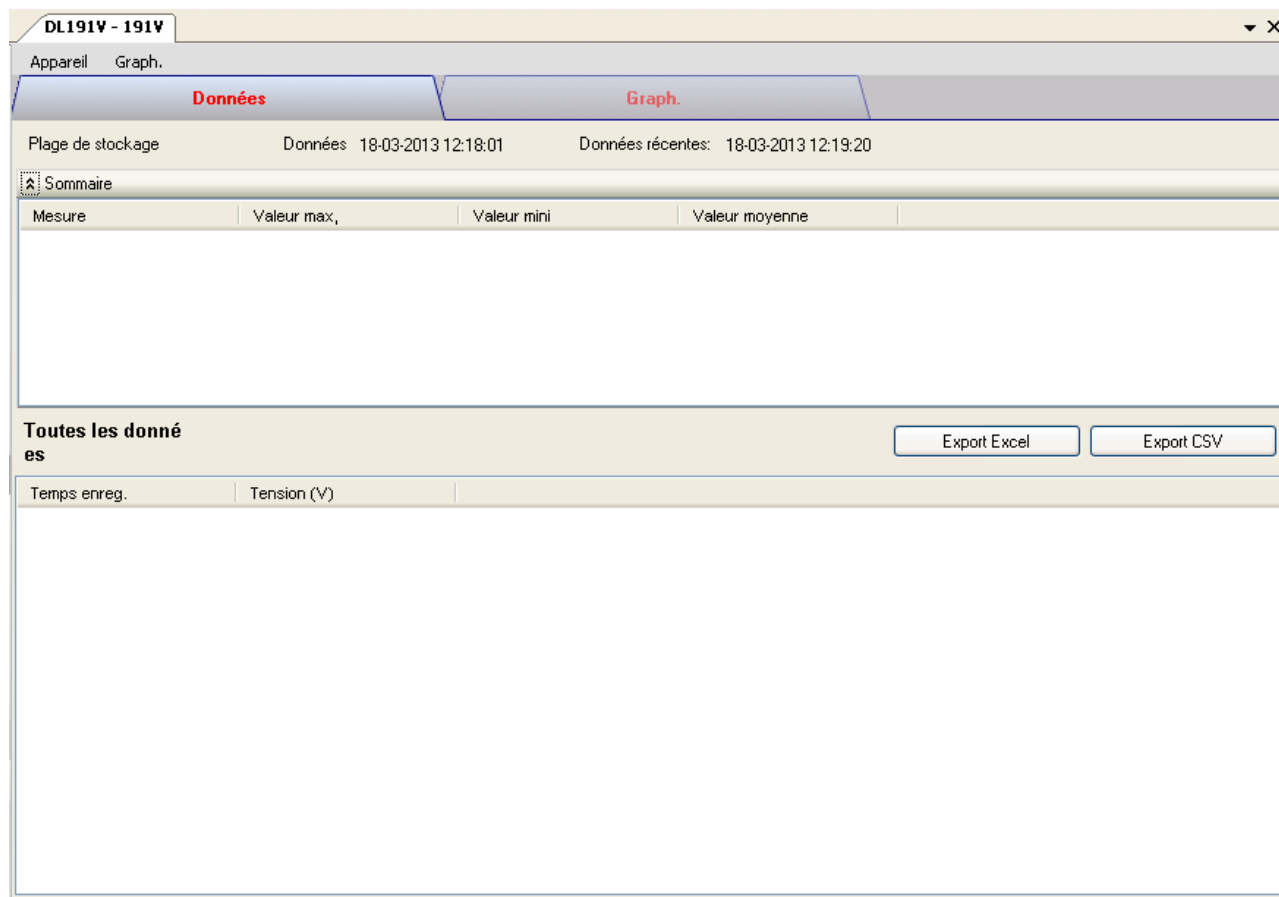 DL191V - 191V
Appareil Graph.
Données Graph.
Plage de stockage Données 18-03-2013 12:18:01 Données récentes: 18-03-2013 12:19:20
Sommaire
Mesure Valeur max, Valeur mini Valeur moyenne
Toutes les donné
es
Export Excel Export CSV
Temps enreg. Tension (V)